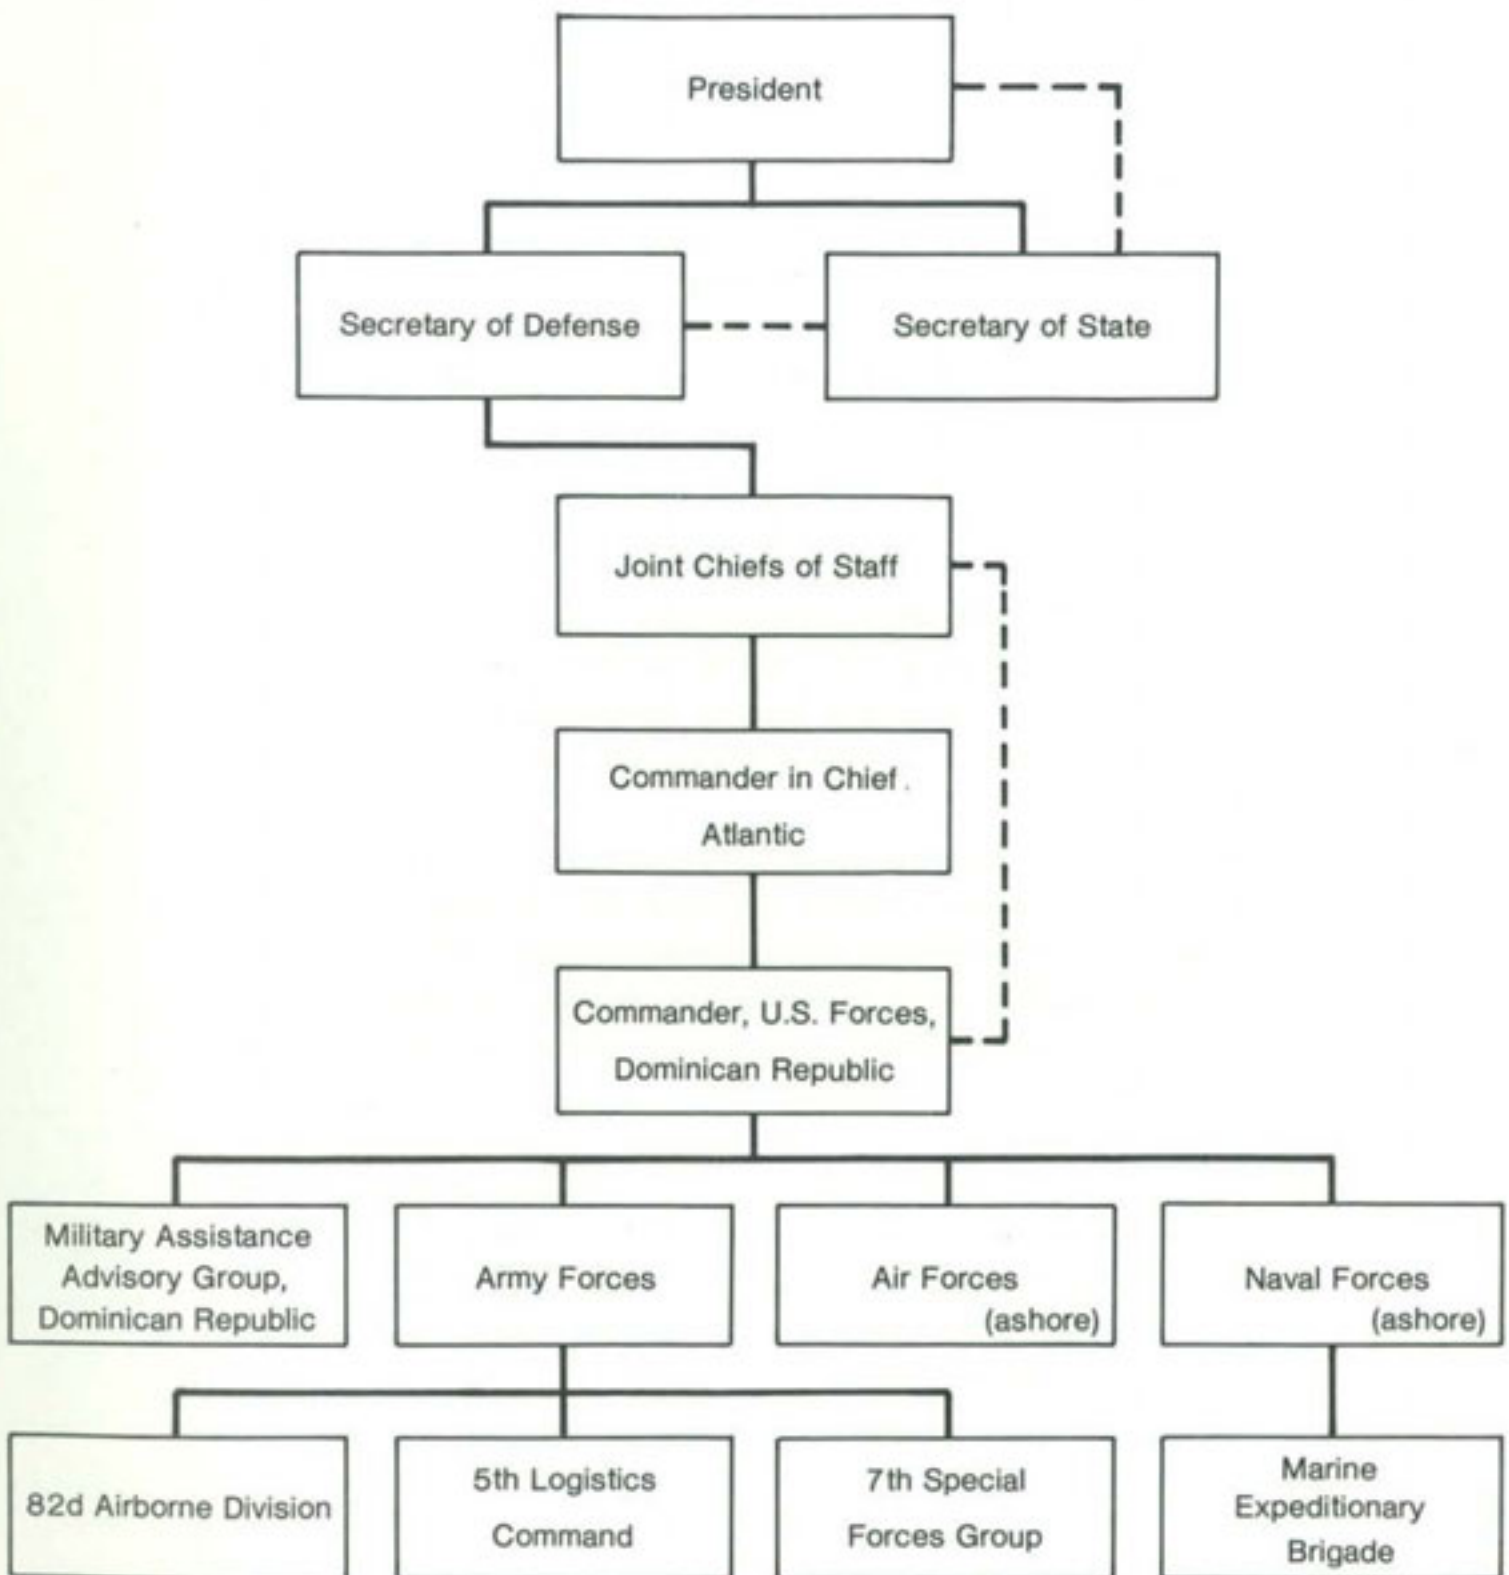 President
Secretary of Defense
Secretary of State
Joint Chiefs of Staff
Commander in Chief.
Atlantic
Commander, U.S. Forces,
Dominican Republic
Military Assistance
Advisory Group,
Dominican Republic
Army Forces
Air Forces
(ashore)
Naval Forces
(ashore)
82d Airborne Division
5th Logistics
Command
7th Special
Forces Group
Marine
Expeditionary
Brigade